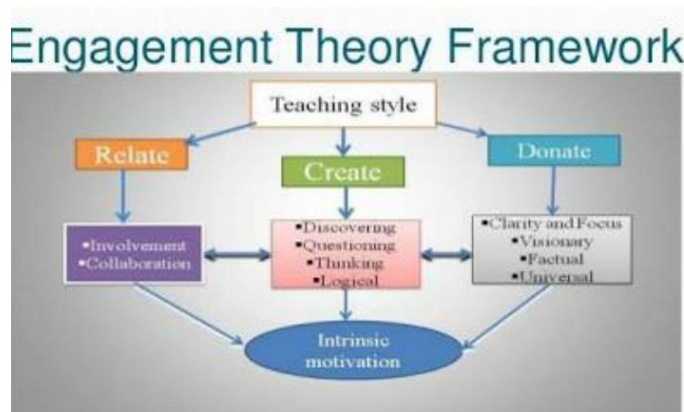 Engagement Theory Framework
Teaching style
Relate
Create
Donate
▪Involvement
▪Collaboration
▪Discovering
▪Questioning
▪Thinking
▪Logical
▪Clarity and Focus
▪Visionary
▪Factual
▪Universal
Intrinsic
motivation